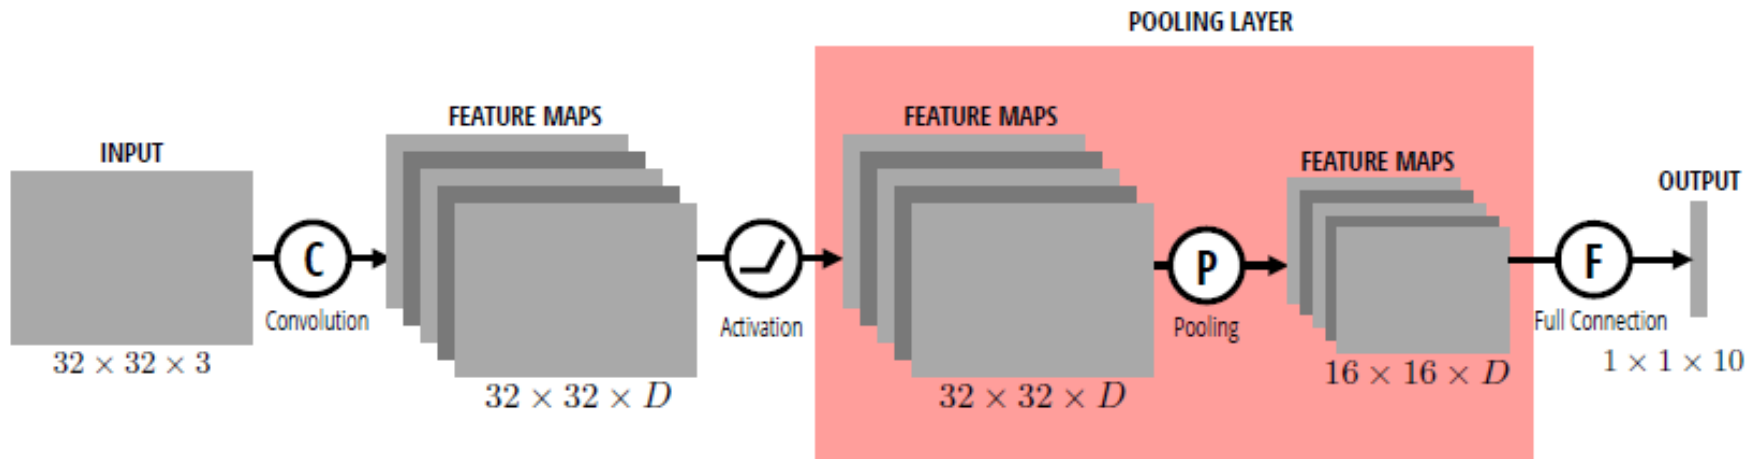 POOLING LAYER
INPUT
32 × 32 × 3
C
Convolution
FEATURE MAPS
32 × 32 × D
Activation
FEATURE MAPS
32 × 32 × D
P
Pooling
FEATURE MAPS
16 × 16 × D
F
Full Connection
OUTPUT
1 × 1 × 10